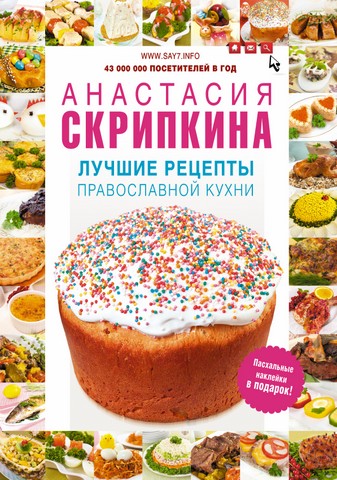 WWW.SAY7.INFO
43 000 000 ПОСЕТИТЕЛЕЙ В ГОД
АНАСТАСИЯ
СКРИПКИНА
ЛУЧШИЕ РЕЦЕПТЫ
ПРАВОСЛАВНОЙ КУХНИ
Пасхальные
наклейки
в подарок!